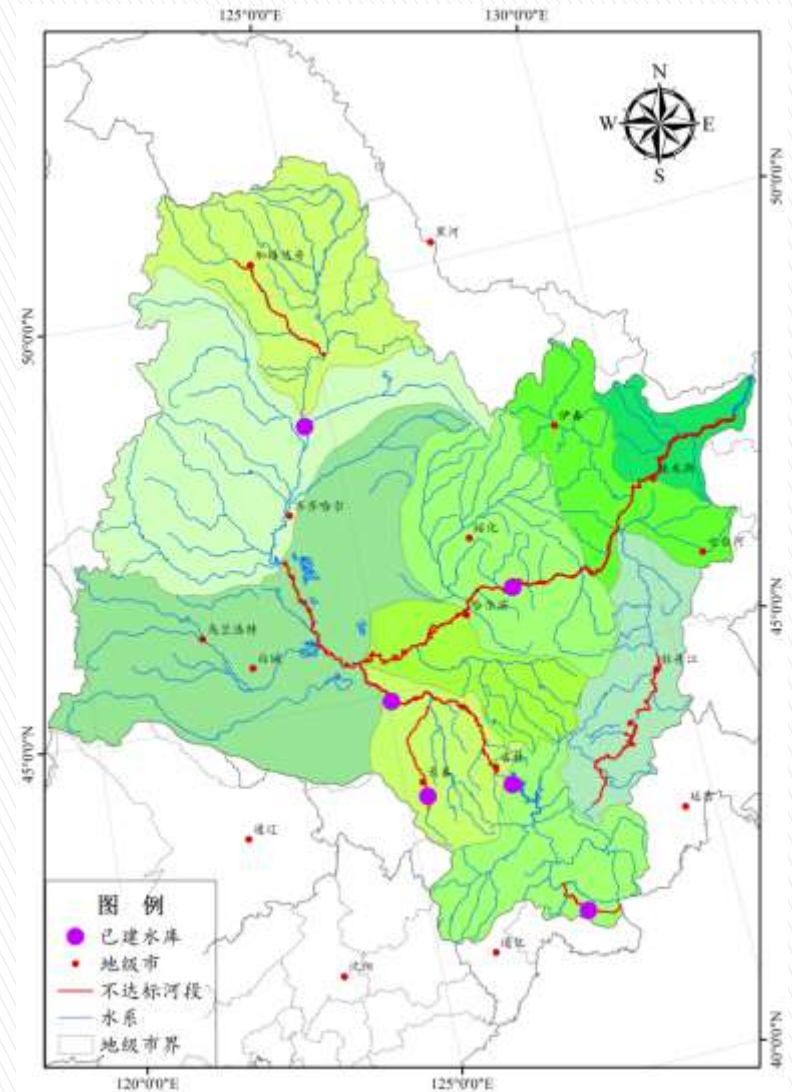 125°0'0"E
130°0'0"E
N
W
E
S
50°0'0"N
黑河
加格达奇
50°0'0"N
伊春
佳木斯
齐齐哈尔
绥化
哈尔滨
45°0'0"N
乌兰浩特
白城
牡丹江
45°0'0"N
吉林
长春
延吉
通辽
通化
沈阳
图 例
已建水库
地级市
不达标河段
水系
地级市界
40°0'0"N
120°0'0"E
125°0'0"E